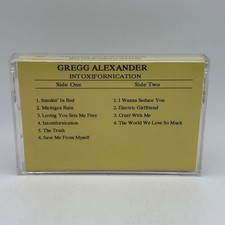 GREGG ALEXANDER
INTOXIFORNICATION
Side One
1. Smokin' In Bed
2. Michigan Rain
3. Loving You Sets Me Free
4. Intoxifornication
5. The Truth
6. Save Me From Myself
Side Two
1. I Wanna Seduce You
2. Electric Girlfriend
3. Cruel With Me
4. The World We Love So Much